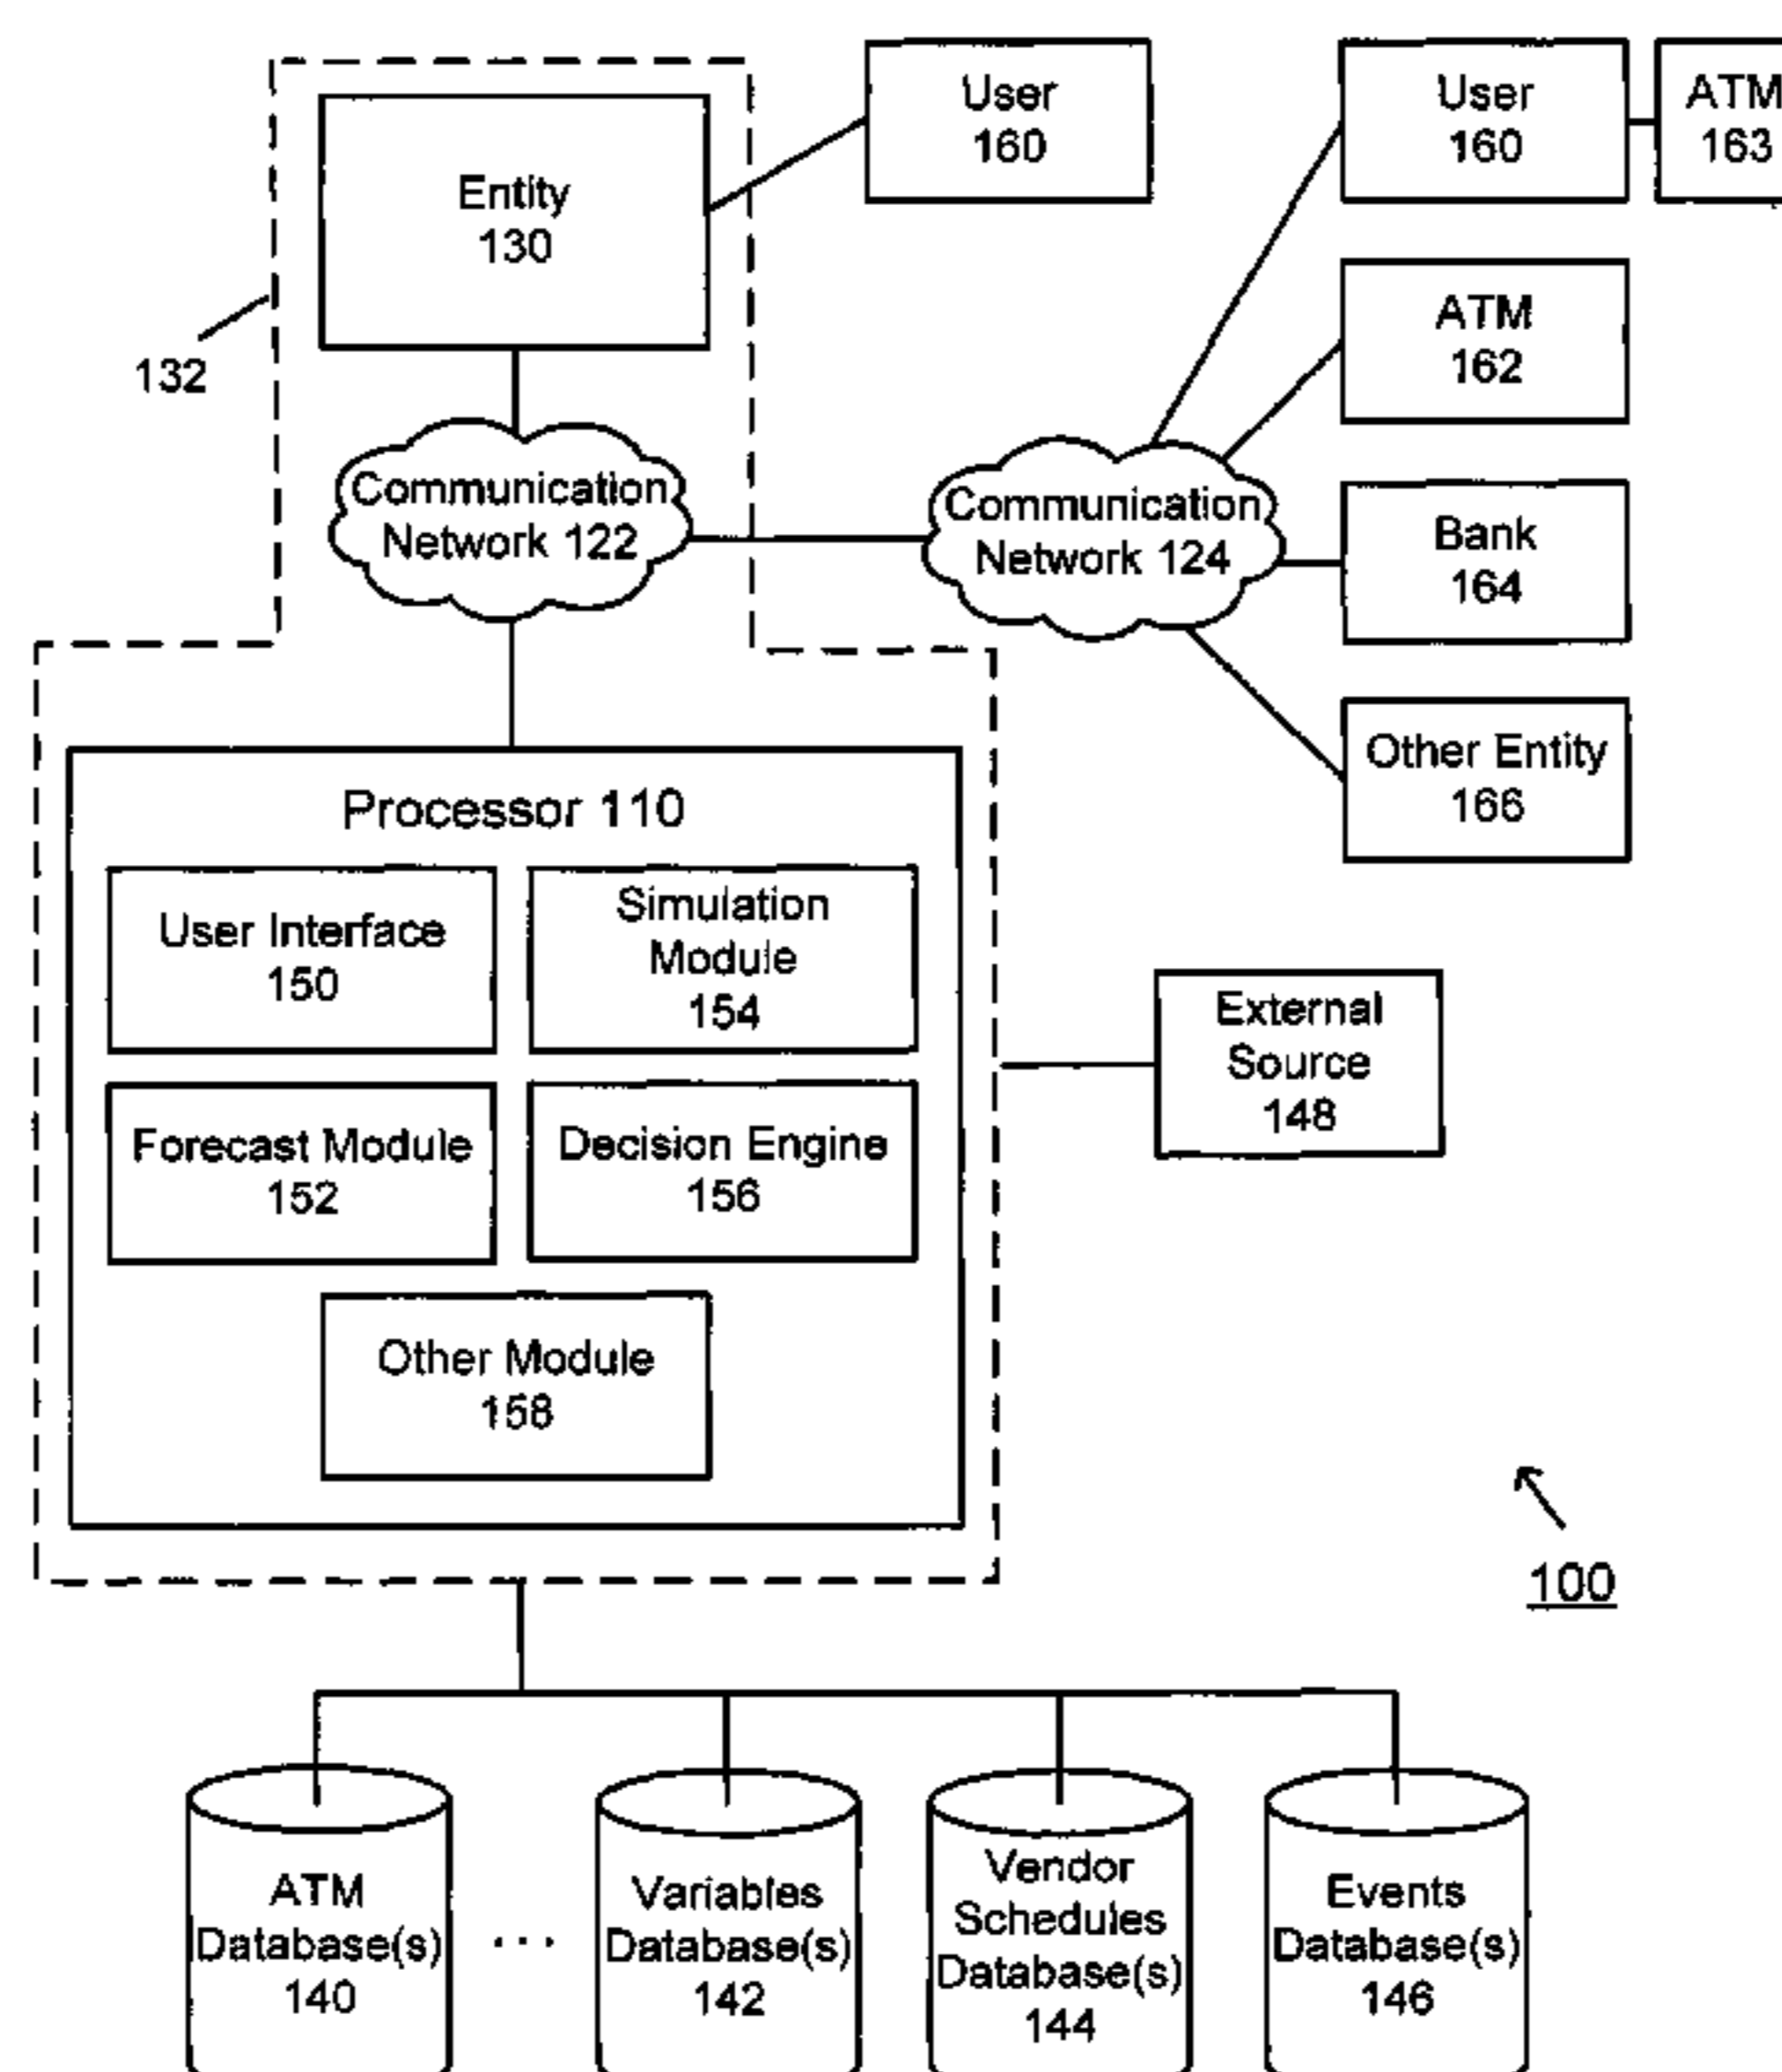 User
160
User
160
ATM
163
Entity
130
ATM
162
132
Communication
Network 122
Communication
Network 124
Bank
164
Other Entity
166
Processor 110
User Interface
150
Simulation
Module
154
External
Source
148
Forecast Module
152
Decision Engine
156
Other Module
158
100
ATM
Database(s)
140
...
Variables
Database(s)
142
Vendor
Schedules
Database(s)
144
Events
Database(s)
146